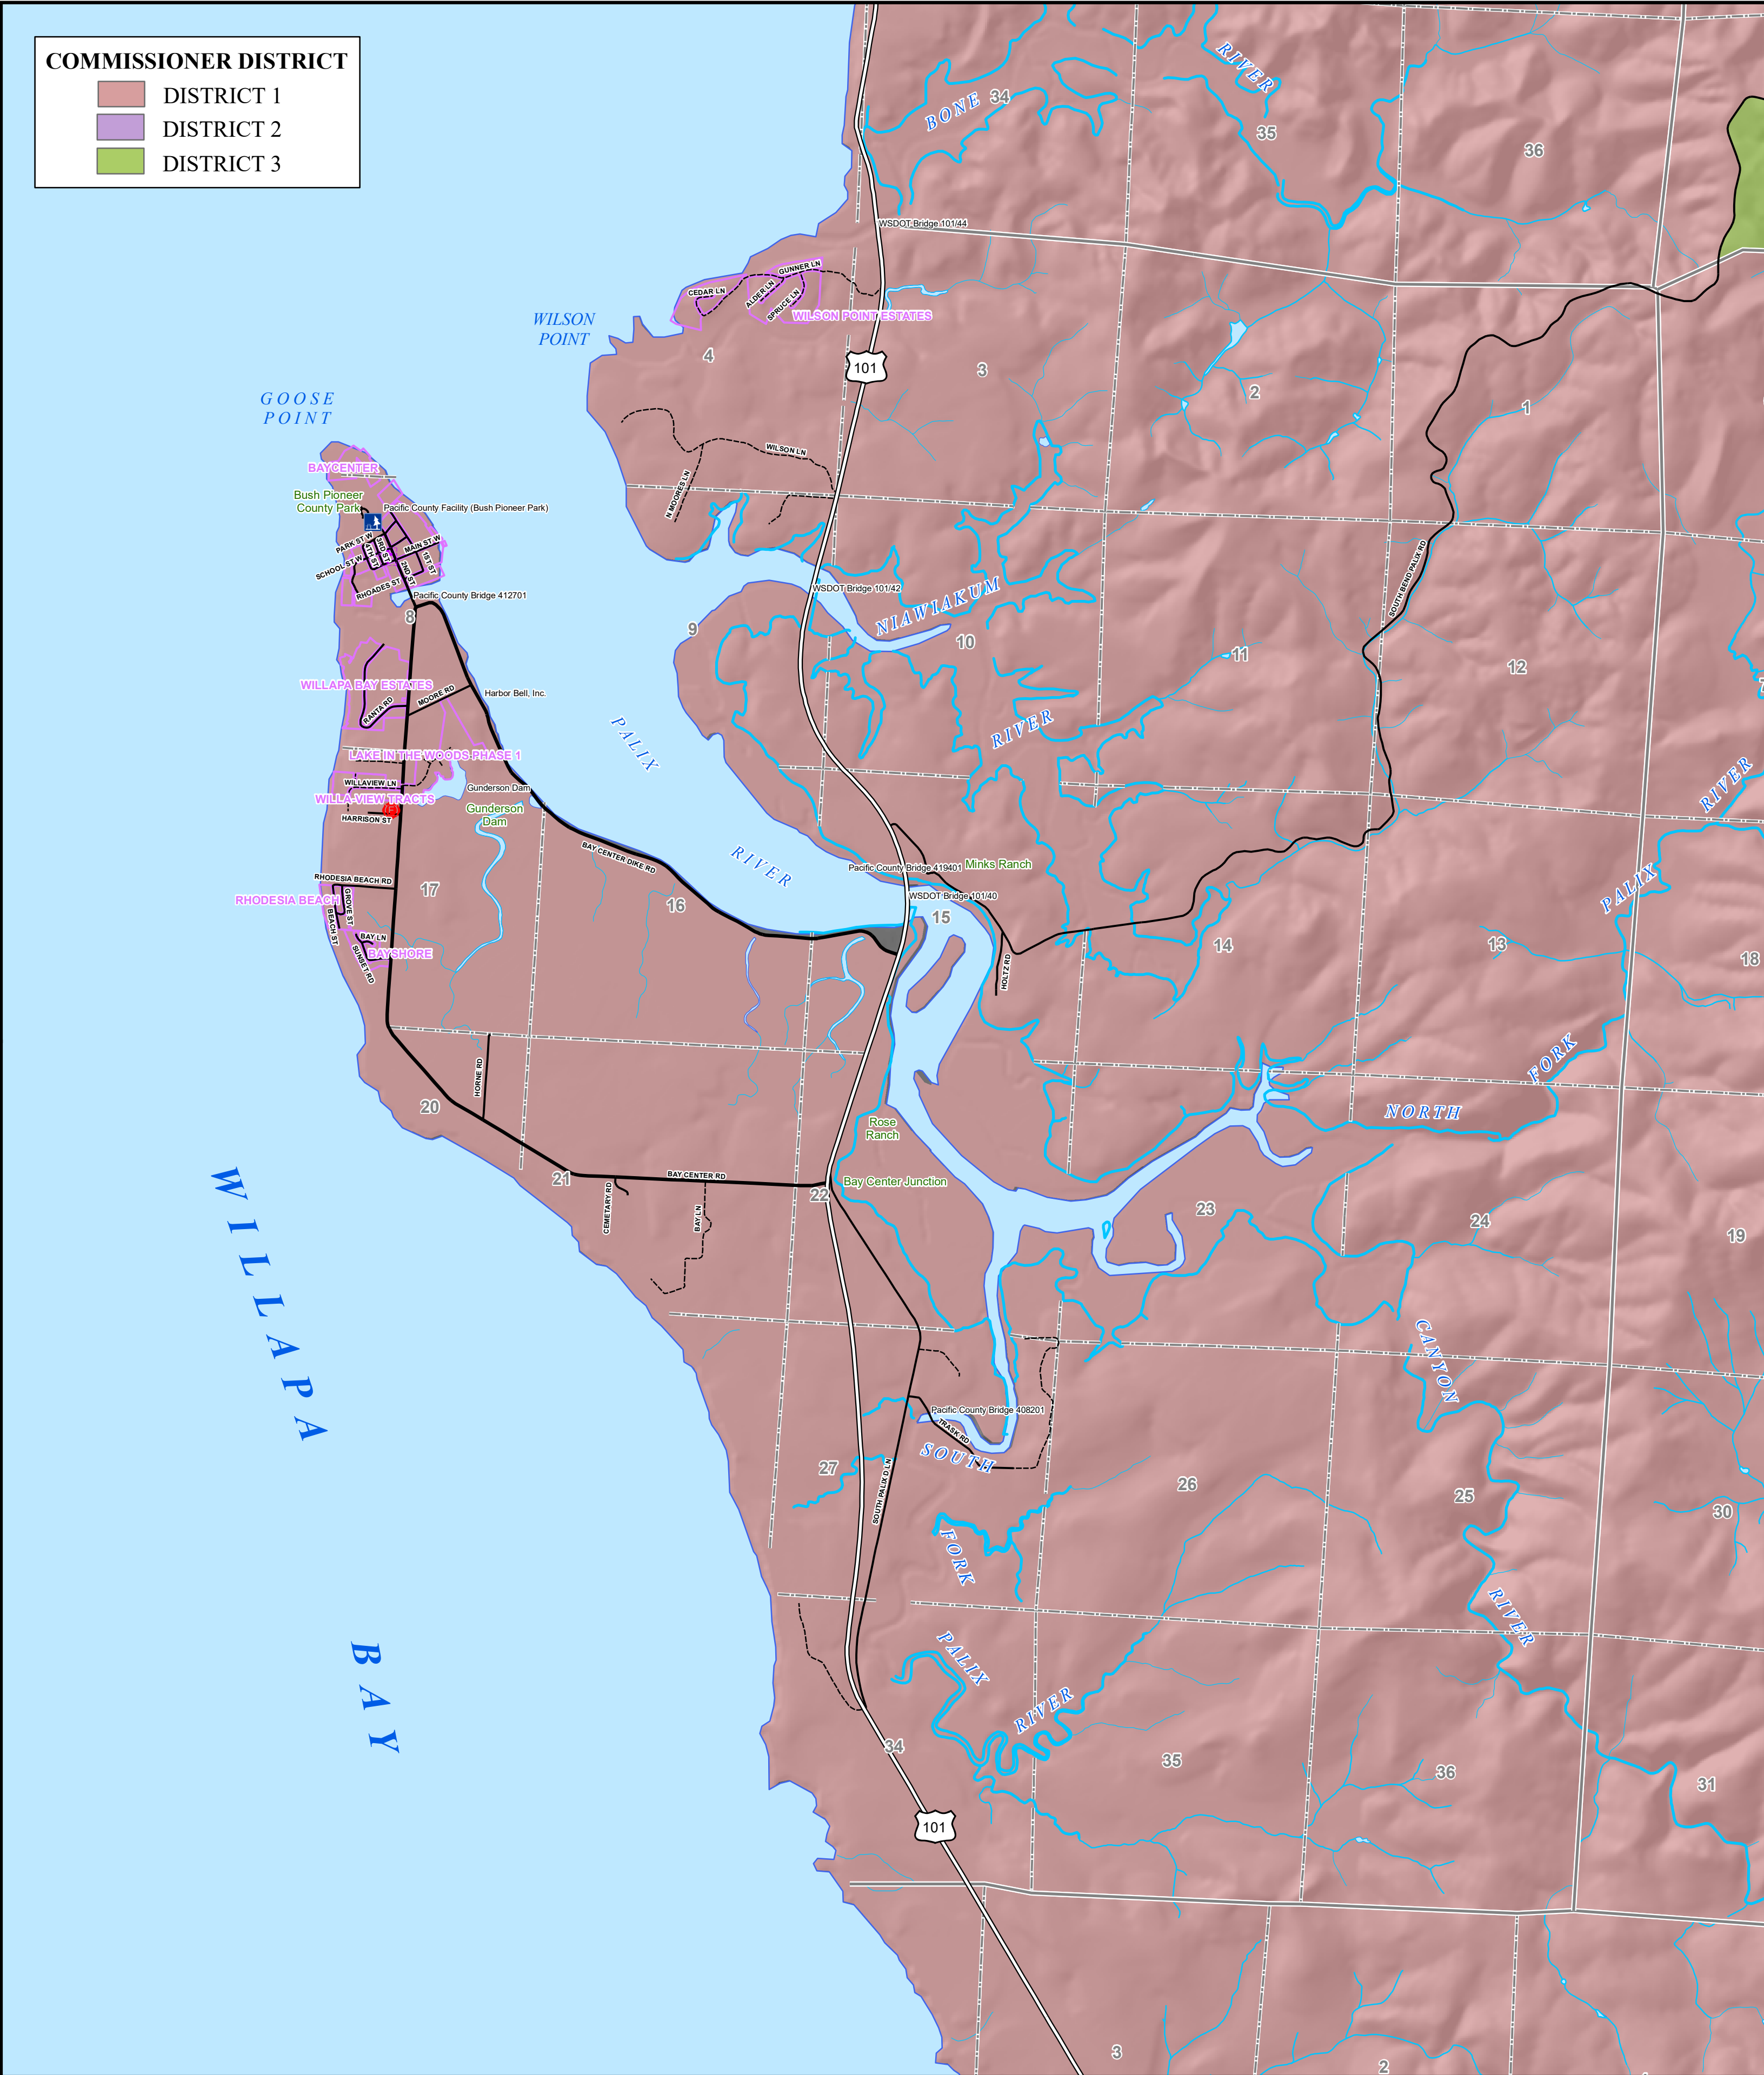 COMMISSIONER DISTRICT
DISTRICT 1
DISTRICT 2
DISTRICT 3
RIVER
BONE
34
35
36
WSDOT Bridge 101/44
GUNNER LN
CEDAR LN
ALDER LN
SPRUCE LN
WILSON POINT ESTATES
WILSON
POINT
4
101
3
2
1
GOOSE
POINT
BAYCENTER
Bush Pioneer
County Park
Pacific County Facility (Bush Pioneer Park)
WILSON LN
N MOORES LN
PARK ST W
3RD ST
4TH ST
MAIN ST W
1ST ST
2ND ST
SCHOOL ST W
RHOADES ST
Pacific County Bridge 412701
8
WSDOT Bridge 101/42
NIAWIAKUM
9
10
11
12
SOUTH BEND PALIX RD
WILLAPA BAY ESTATES
RANTA RD
MOORE RD
Harbor Bell, Inc.
PALIX
RIVER
RIVER
LAKE IN THE WOODS PHASE 1
WILLAVIEW LN
Gunderson Dam
WILLA-VIEW TRACTS
HARRISON ST
Gunderson
Dam
BAY CENTER DIKE RD
RIVER
Pacific County Bridge 419401
Minks Ranch
WSDOT Bridge 101/40
PALIX
RHODESIA BEACH RD
RHODESIA BEACH
GROVE ST
BEACH ST
17
16
15
14
13
18
BAY LN
BAYSHORE
SUNSET RD
HOLTZ RD
FORK
NORTH
HORNE RD
20
Rose
Ranch
21
BAY CENTER RD
Bay Center Junction
22
CEMETARY RD
BAY LN
23
24
19
WILLAPA
CANYON
Pacific County Bridge 408201
TRASK RD
SOUTH
27
SOUTH PALIX D LN
26
25
30
FORK
RIVER
PALIX
RIVER
BAY
34
35
36
31
101
3
2